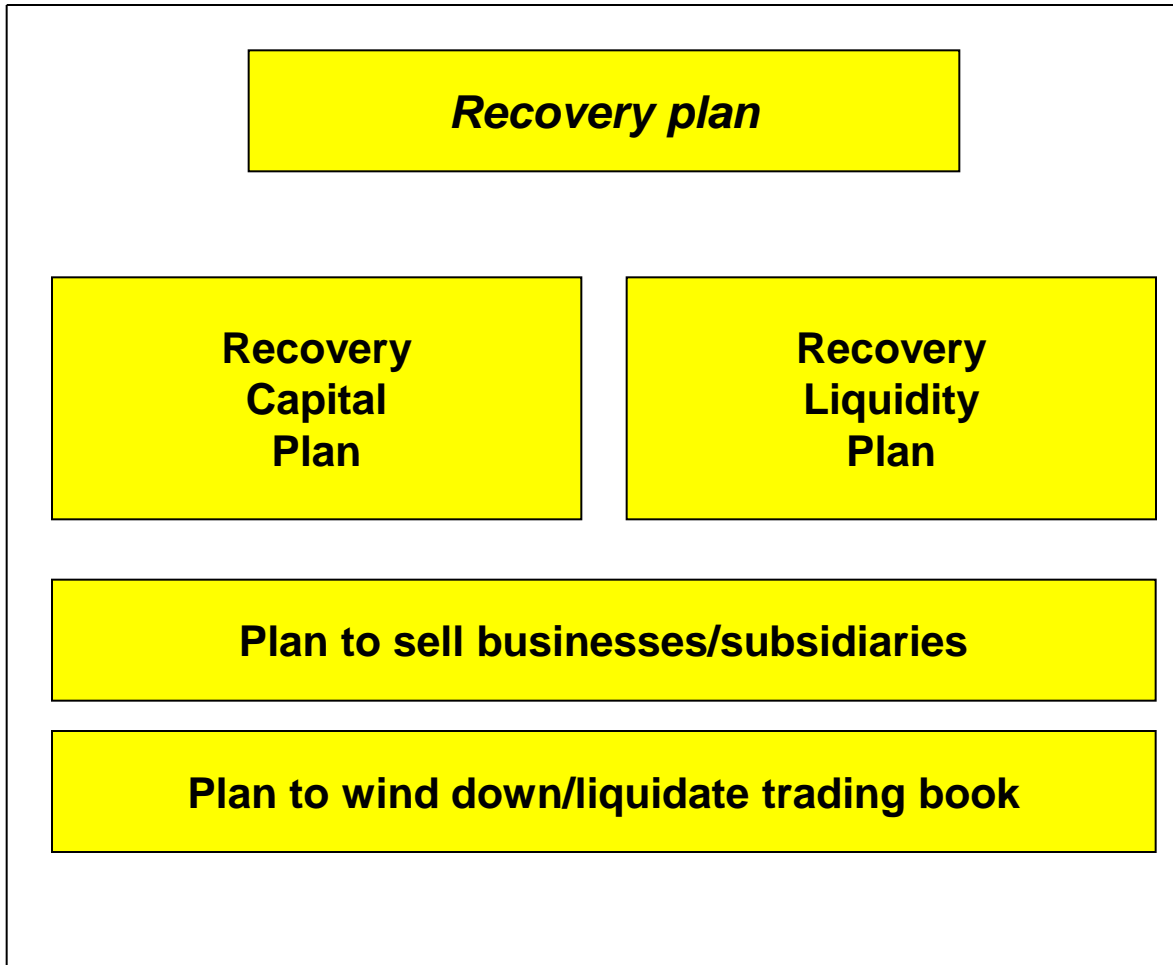 Recovery plan
Recovery
Capital
Plan
Recovery
Liquidity
Plan
Plan to sell businesses/subsidiaries
Plan to wind down/liquidate trading book